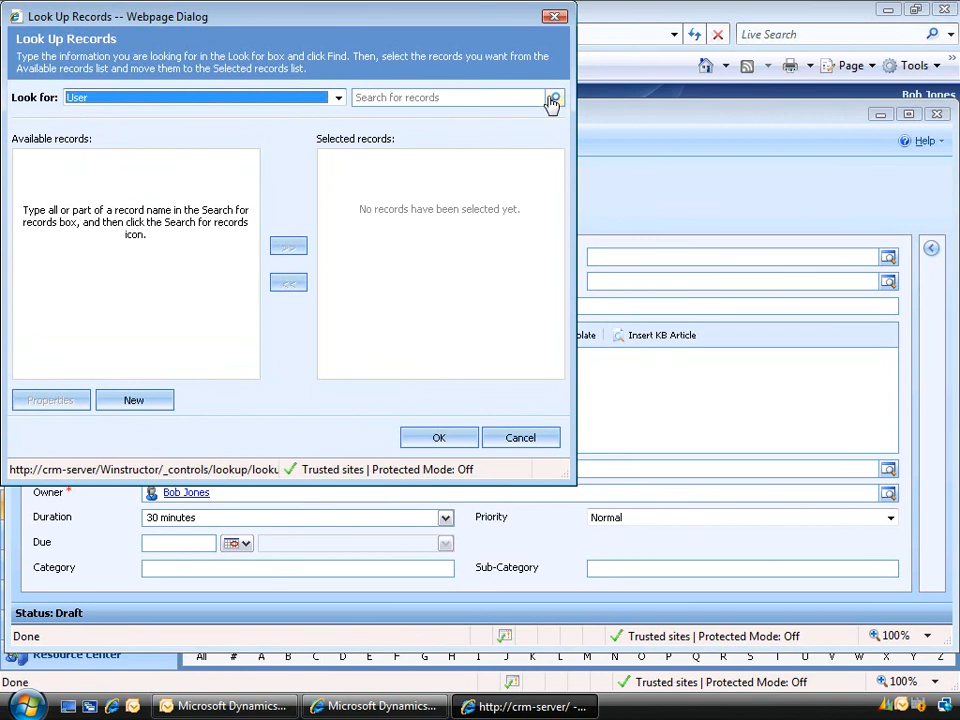 Look Up Records -- Webpage Dialog
Look Up Records
Type the information you are looking for in the Look for box and click Find. Then, select the records you want from the
Available records list and move them to the Selected records list.
Look for: User Search for records
Live Search
Page Tools »
Bob Jones
Help
Available records: Selected records:
Type all or part of a record name in the Search for
records box, and then click the Search for records
icon.
No records have been selected yet.
>>
<<
Insert KB Article
Properties New
OK Cancel
http://crm-server/Winstructor/_controls/lookup/looku Trusted sites | Protected Mode: Off
Owner * Bob Jones
Duration 30 minutes Priority Normal
Due
Category Sub-Category
Status: Draft
Done Trusted sites | Protected Mode: Off 100%
Resource Center All # A B C D E F G H I J K L M N O P Q R S T U V W X Y Z
Done Trusted sites | Protected Mode: Off 100%
Microsoft Dynamics... Microsoft Dynamics... http://crm-server/ -...